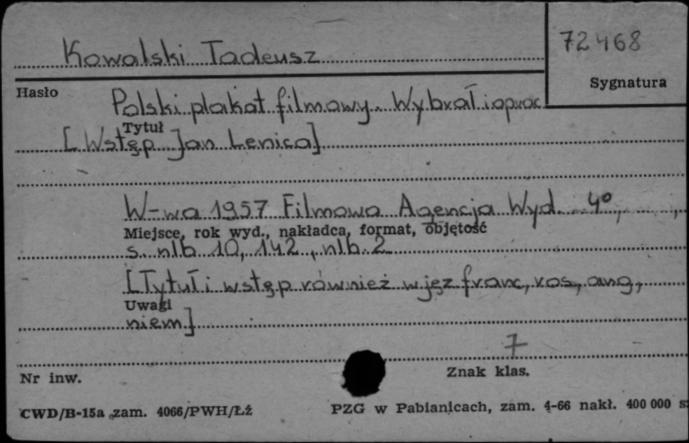 Kowalski Tadeusz
72468
Hasło
Sygnatura
Polski plakat filmowy. Wybrał i oprac
Tytuł
[Wstęp Jan Lenica]
W-wa 1957 Filmowa Agencja Wyd. 4°,
Miejsce, rok wyd., nakładca, format, objętość
s. nlb 10, 142, nlb. 2
[Tytuł i wstęp również w jęz franc, ros, ang,
Uwagi
niem]
7
Nr inw.
Znak klas.
CWD/B-15a zam. 4066/PWH/Łż
PZG w Pabianicach, zam. 4-66 nakł. 400 000 s